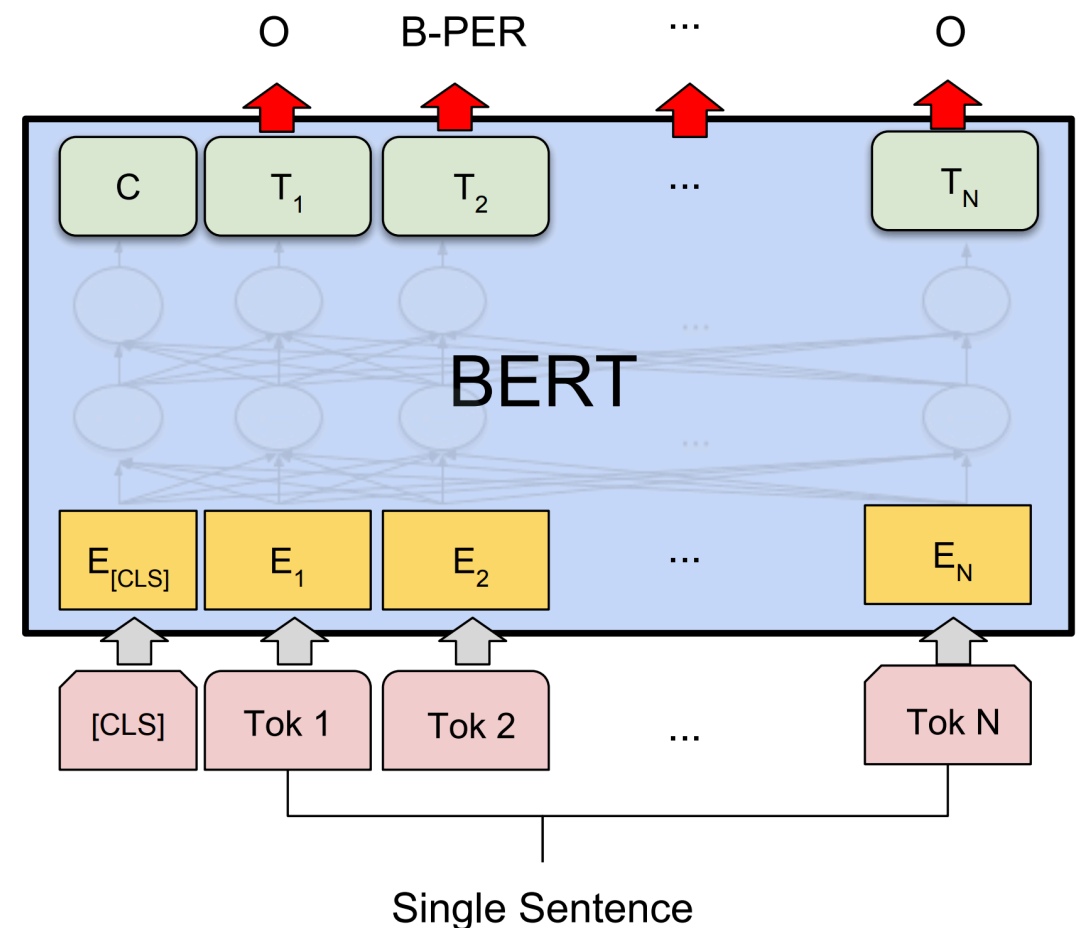 O B-PER ... O
C T1 T2 ... TN
...
BERT
...
E[CLS] E1 E2 ... EN
[CLS] Tok 1 Tok 2 ... Tok N
Single Sentence